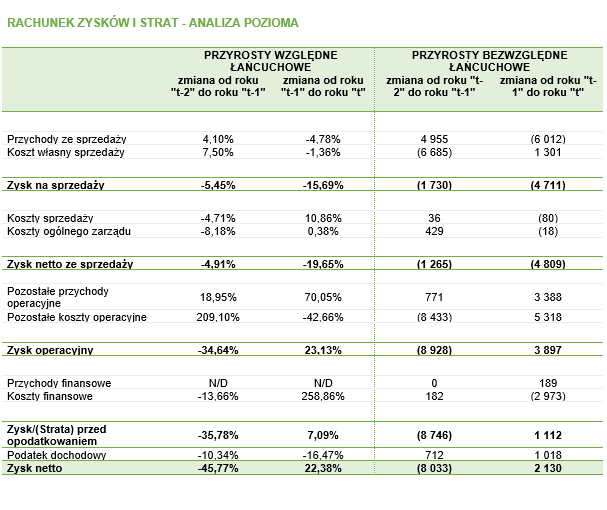 RACHUNEK ZYSKÓW I STRAT - ANALIZA POZIOMA
PRZYROSTY WZGLĘDNE ŁAŃCUCHOWE PRZYROSTY BEZWZGLĘDNE ŁAŃCUCHOWE
zmiana od roku "t-2" do roku "t-1" zmiana od roku "t-1" do roku "t" zmiana od roku "t-2" do roku "t-1" zmiana od roku "t-1" do roku "t"
Przychody ze sprzedaży 4,10% -4,78% 4 955 (6 012)
Koszt własny sprzedaży 7,50% -1,36% (6 685) 1 301
Zysk na sprzedaży -5,45% -15,69% (1 730) (4 711)
Koszty sprzedaży -4,71% 10,86% 36 (80)
Koszty ogólnego zarządu -8,18% 0,38% 429 (18)
Zysk netto ze sprzedaży -4,91% -19,65% (1 265) (4 809)
Pozostałe przychody operacyjne 18,95% 70,05% 771 3 388
Pozostałe koszty operacyjne 209,10% -42,66% (8 433) 5 318
Zysk operacyjny -34,64% 23,13% (8 928) 3 897
Przychody finansowe N/D N/D 0 189
Koszty finansowe -13,66% 258,86% 182 (2 973)
Zysk/(Strata) przed opodatkowaniem -35,78% 7,09% (8 746) 1 112
Podatek dochodowy -10,34% -16,47% 712 1 018
Zysk netto -45,77% 22,38% (8 033) 2 130